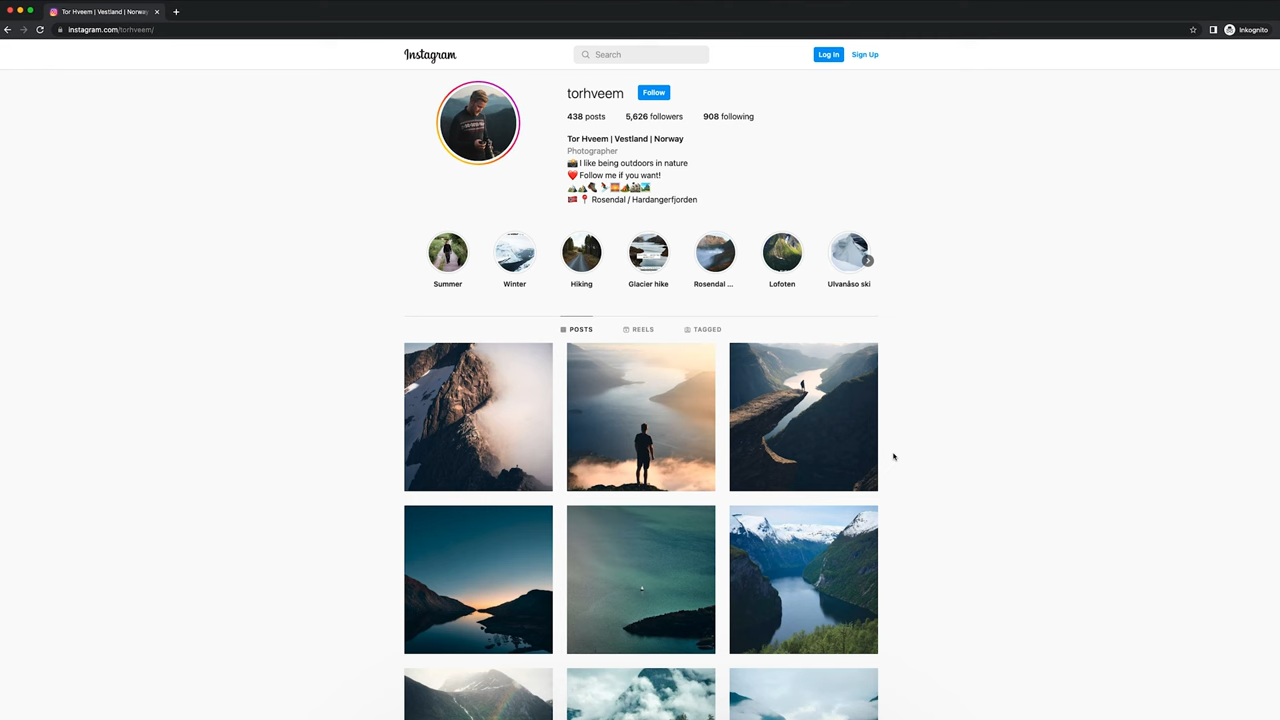 Tor Hveem | Vestland | Norway
instagram.com/torhveem/
Inkognito
Instagram
Search
Log In
Sign Up
torhveem
Follow
438 posts
5,626 followers
908 following
Tor Hveem | Vestland | Norway
Photographer
📸 I like being outdoors in nature
❤️ Follow me if you want!
🇳🇴 📍 Rosendal / Hardangerfjorden
Summer
Winter
Hiking
Glacier hike
Rosendal ...
Lofoten
Ulvanåso ski
POSTS
REELS
TAGGED